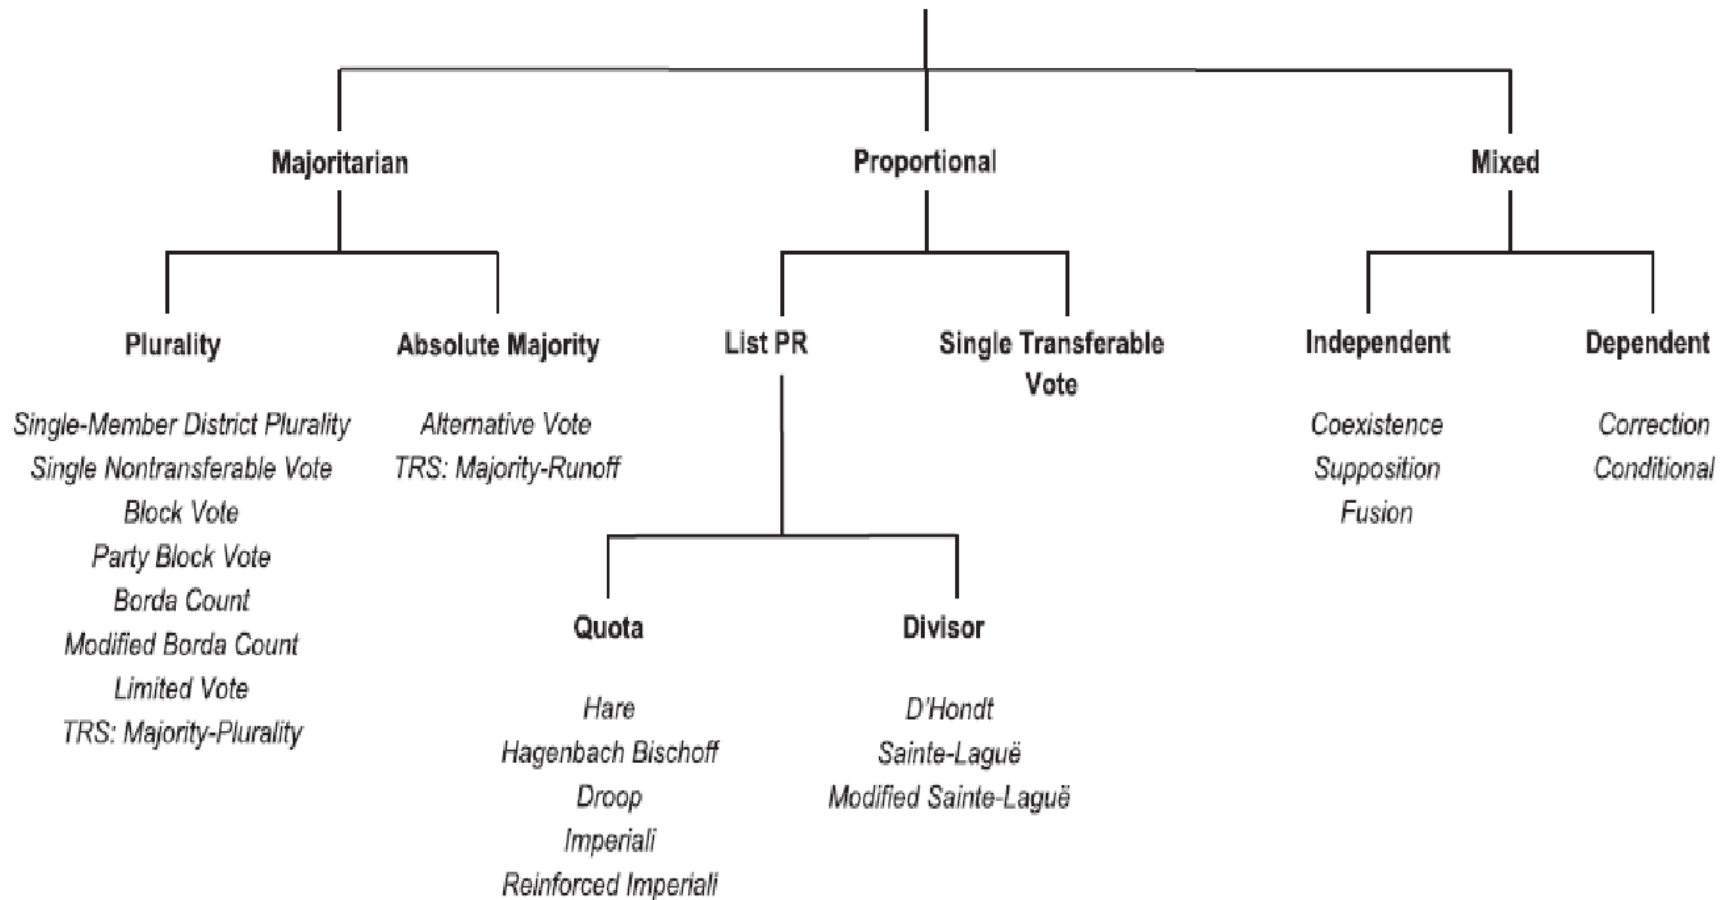 Majoritarian
Proportional
Mixed
Plurality
Absolute Majority
List PR
Single Transferable
Vote
Independent
Dependent
Single-Member District Plurality
Single Nontransferable Vote
Block Vote
Party Block Vote
Borda Count
Modified Borda Count
Limited Vote
TRS: Majority-Plurality
Alternative Vote
TRS: Majority-Runoff
Quota
Hare
Hagenbach Bischoff
Droop
Imperiali
Reinforced Imperiali
Divisor
D'Hondt
Sainte-Laguë
Modified Sainte-Laguë
Coexistence
Supposition
Fusion
Correction
Conditional